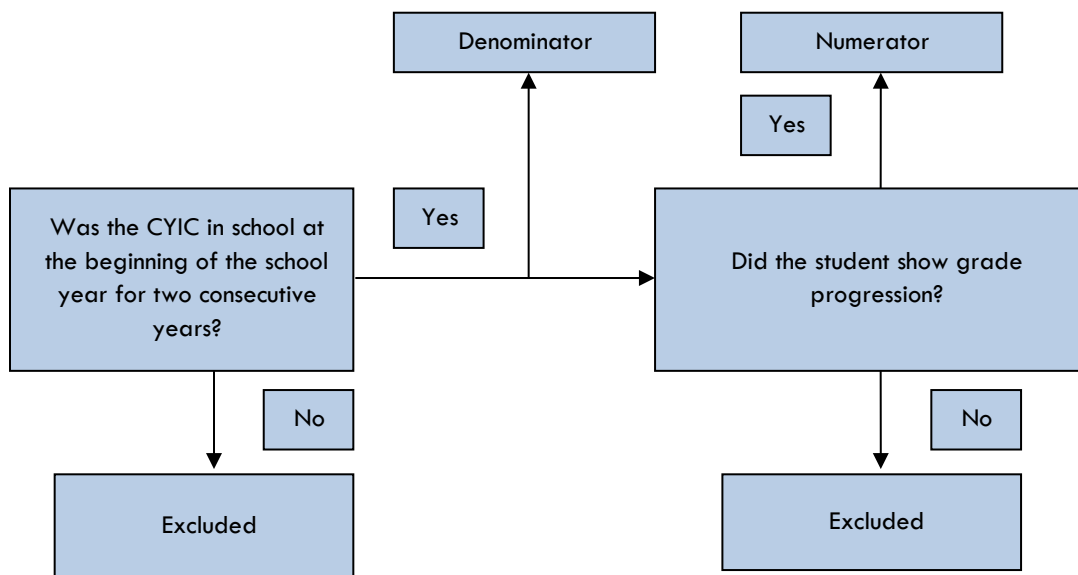 Denominator
Numerator
Yes
Was the CYIC in school at
the beginning of the school
year for two consecutive
years?
Yes
Did the student show grade
progression?
No
No
Excluded
Excluded